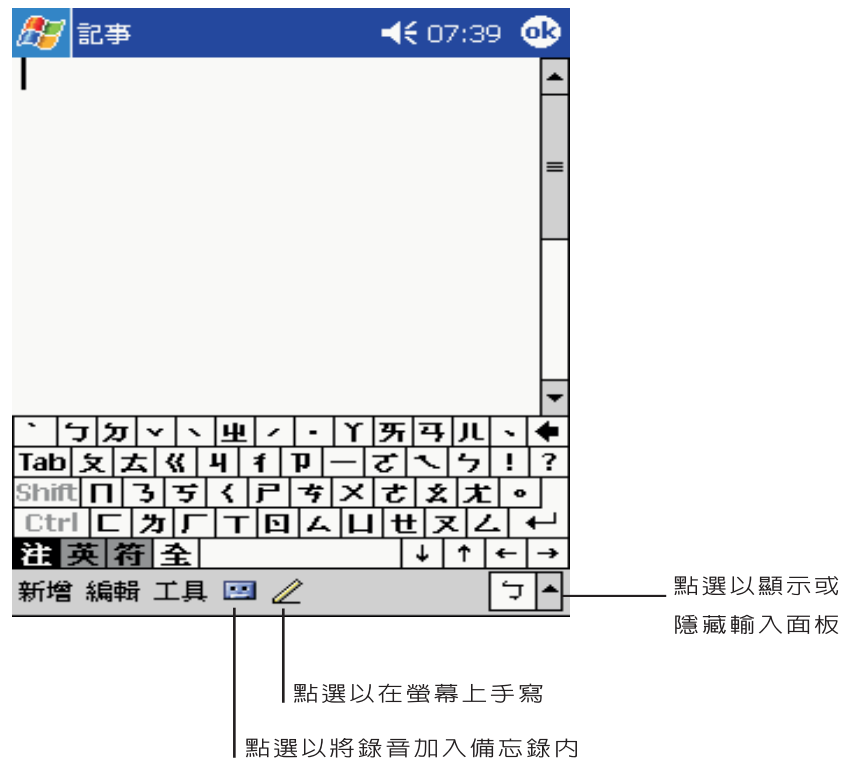 記事 07:39 ok
ˋ ㄅ ㄉ ˇ ˋ ㄓ ˊ ˙ ㄚ ㄞ ㄢ ㄦ 、 ←
Tab ㄆ ㄊ ㄍ ㄐ ㄔ ㄗ ㄧ ㄛ ㄟ ㄣ ! ?
Shift ㄇ ㄋ ㄎ ㄑ ㄕ ㄘ ㄨ ㄜ ㄠ ㄤ 。
Ctrl ㄈ ㄌ ㄏ ㄒ ㄖ ㄙ ㄩ ㄝ ㄡ ㄥ ↵
注 英 符 全 ↓ ↑ ← →
新增 編輯 工具 ㄅ
點選以顯示或
隱藏輸入面板
點選以在螢幕上手寫
點選以將錄音加入備忘錄內